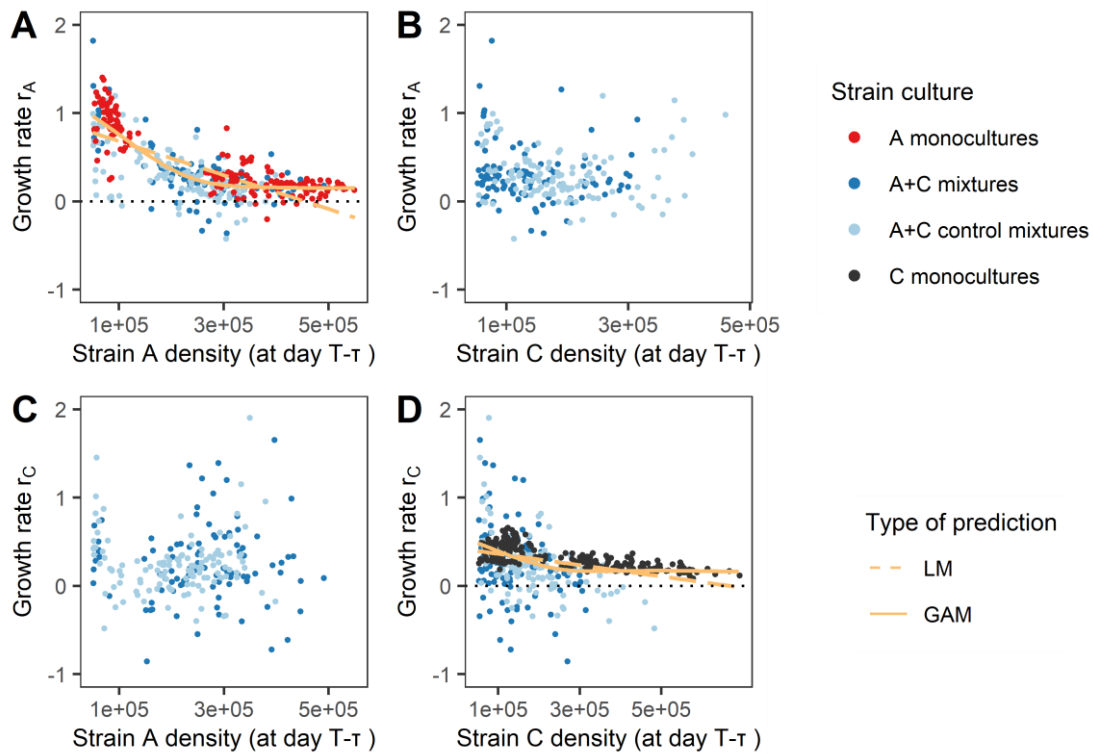 A
B
2
1
0
-1
Growth rate r_A
1e+05 3e+05 5e+05
Strain A density (at day T-τ )
2
1
0
-1
Growth rate r_A
1e+05 3e+05 5e+05
Strain C density (at day T-τ )
Strain culture
A monocultures
A+C mixtures
A+C control mixtures
C monocultures
C
D
2
1
0
-1
Growth rate r_C
1e+05 3e+05 5e+05
Strain A density (at day T-τ )
2
1
0
-1
Growth rate r_C
1e+05 3e+05 5e+05
Strain C density (at day T-τ )
Type of prediction
LM
GAM